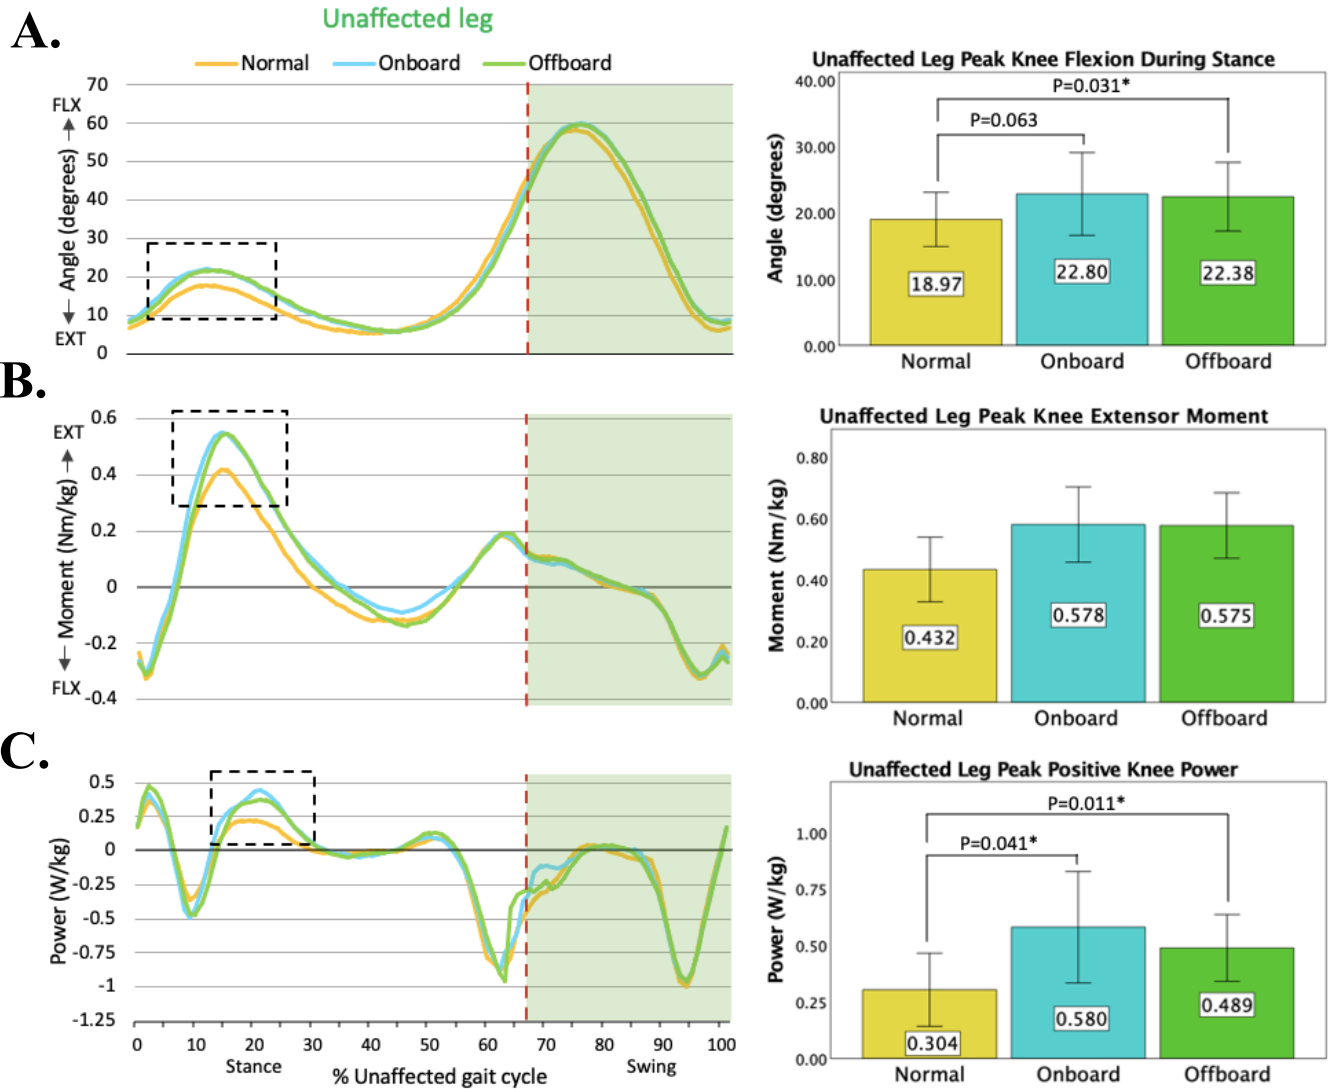 A.
Unaffected leg
Normal Onboard Offboard
70
FLX
60
50
40
30
20
10
EXT
0
Angle (degrees)
Unaffected Leg Peak Knee Flexion During Stance
40.00
30.00
20.00
10.00
0.00
Angle (degrees)
P=0.031*
P=0.063
18.97
22.80
22.38
Normal Onboard Offboard
B.
0.6
EXT
0.4
0.2
0
-0.2
FLX
-0.4
Moment (Nm/kg)
Unaffected Leg Peak Knee Extensor Moment
0.80
0.60
0.40
0.20
0.00
Moment (Nm/kg)
0.432
0.578
0.575
Normal Onboard Offboard
C.
0.5
0.25
0
-0.25
-0.5
-0.75
-1
-1.25
Power (W/kg)
0 10 20 30 40 50 60 70 80 90 100
Stance
Swing
% Unaffected gait cycle
Unaffected Leg Peak Positive Knee Power
1.00
0.75
0.50
0.25
0.00
Power (W/kg)
P=0.011*
P=0.041*
0.304
0.580
0.489
Normal Onboard Offboard